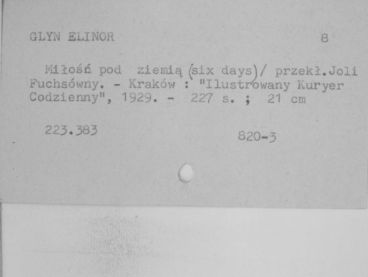 GLYN ELINOR 8
Miłość pod ziemią (six days)/ przekł.Joli
Fuchsówny. - Kraków : "Ilustrowany Kuryer
Codzienny", 1929. - 227 s. ; 21 cm
223.383
820-3